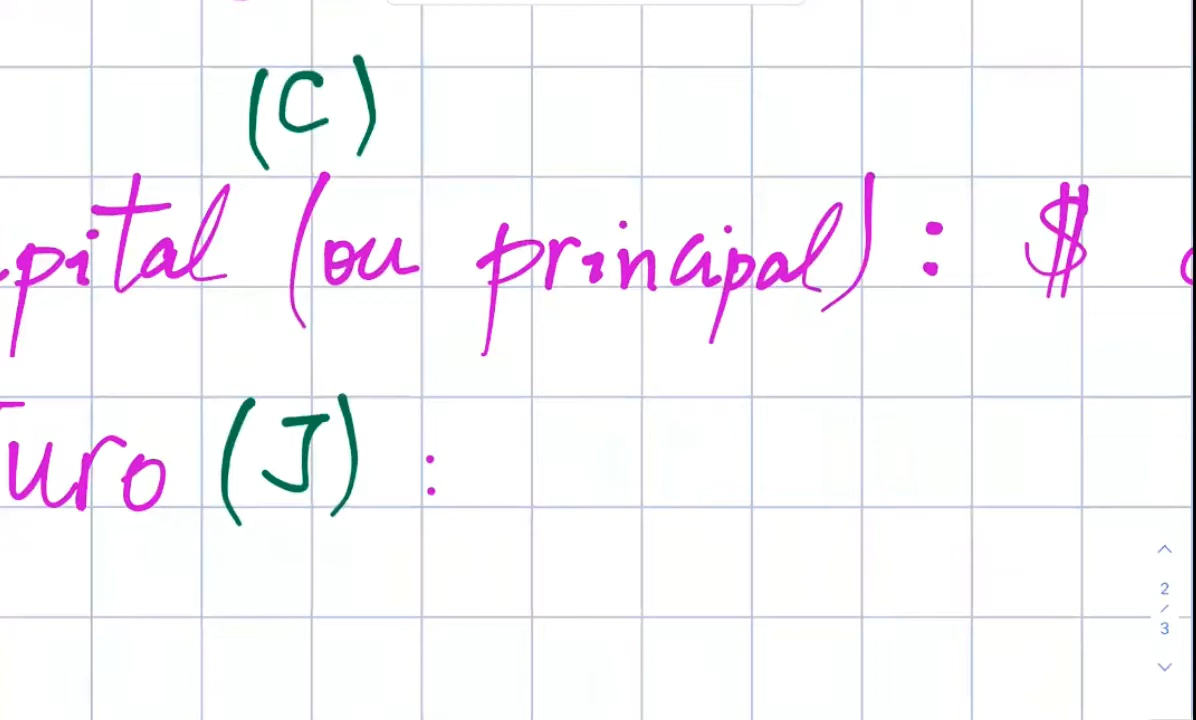 (C)
pital (ou principal) : $
uro (J) :
2
/
3